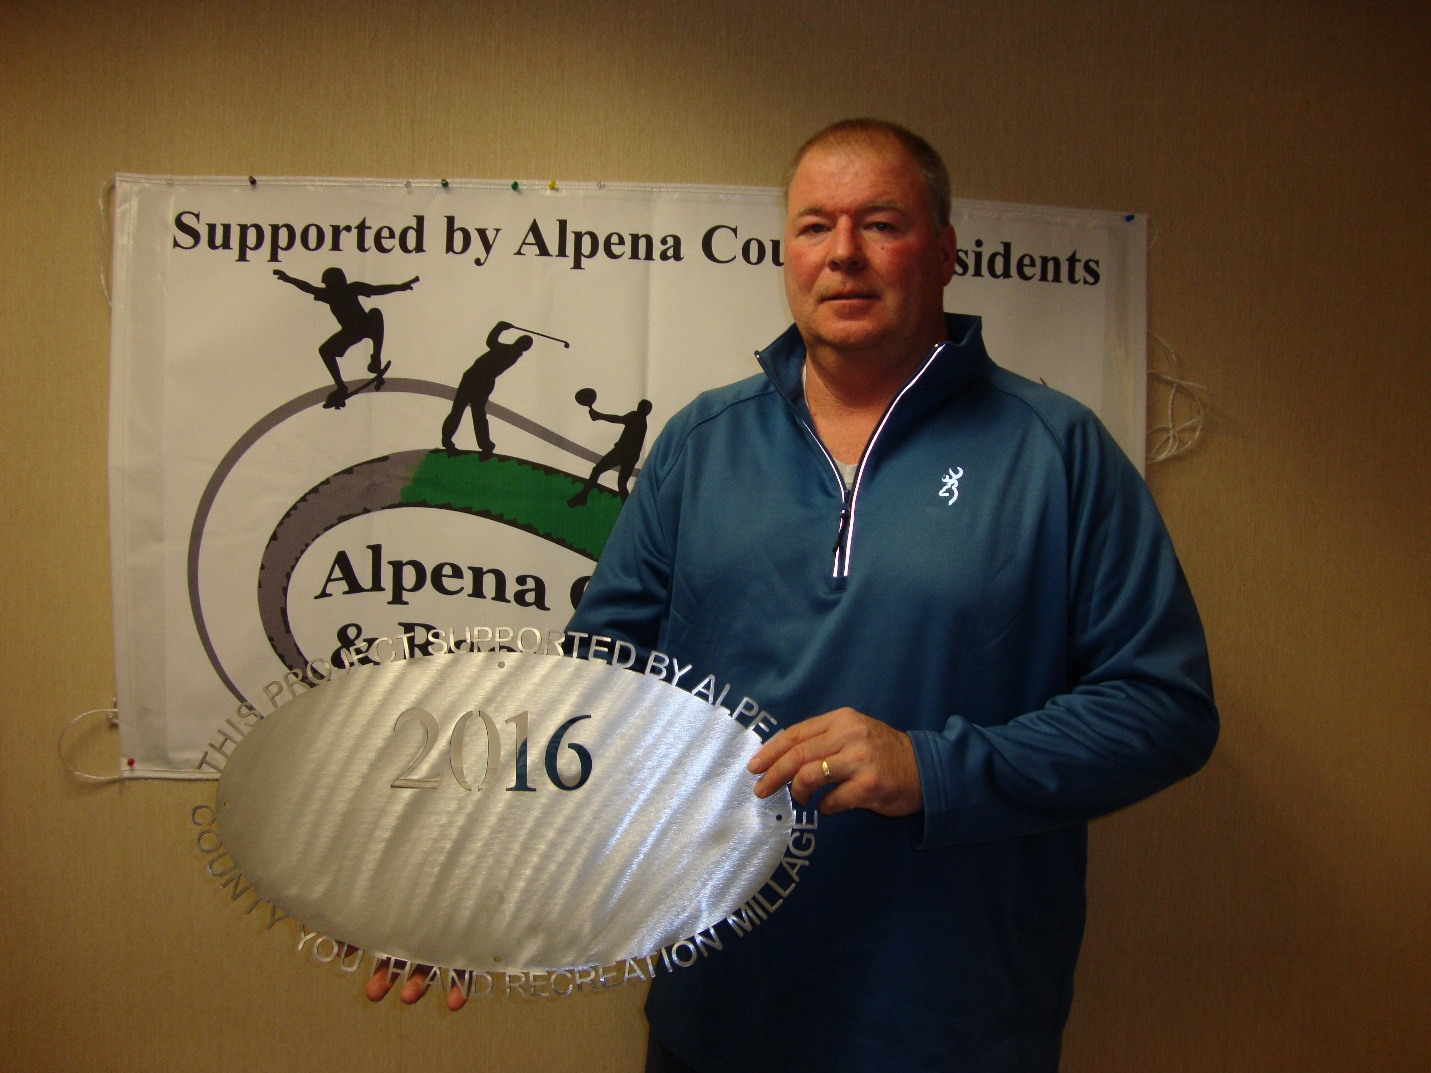 Supported by Alpena Cou sidents
Alpena
&
THIS PROJECT SUPPORTED BY ALPE
2016
COUNTY YOUTH AND RECREATION MILLAGE